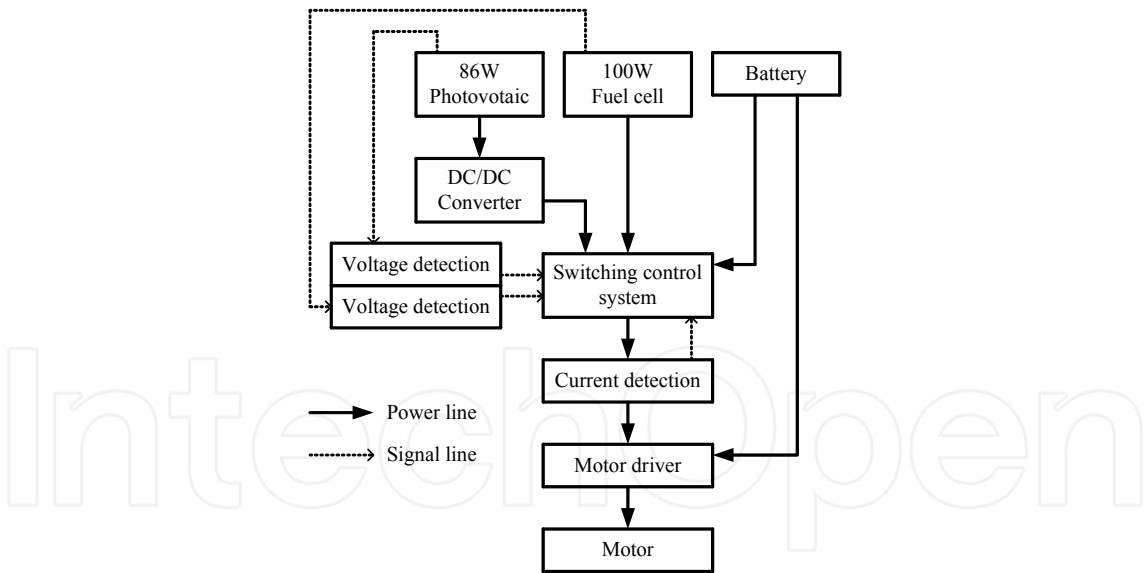 86W
Photovotaic
100W
Fuel cell
Battery
DC/DC
Converter
Voltage detection
Voltage detection
Switching control
system
Current detection
Power line
Signal line
Motor driver
Motor
IntechOpen